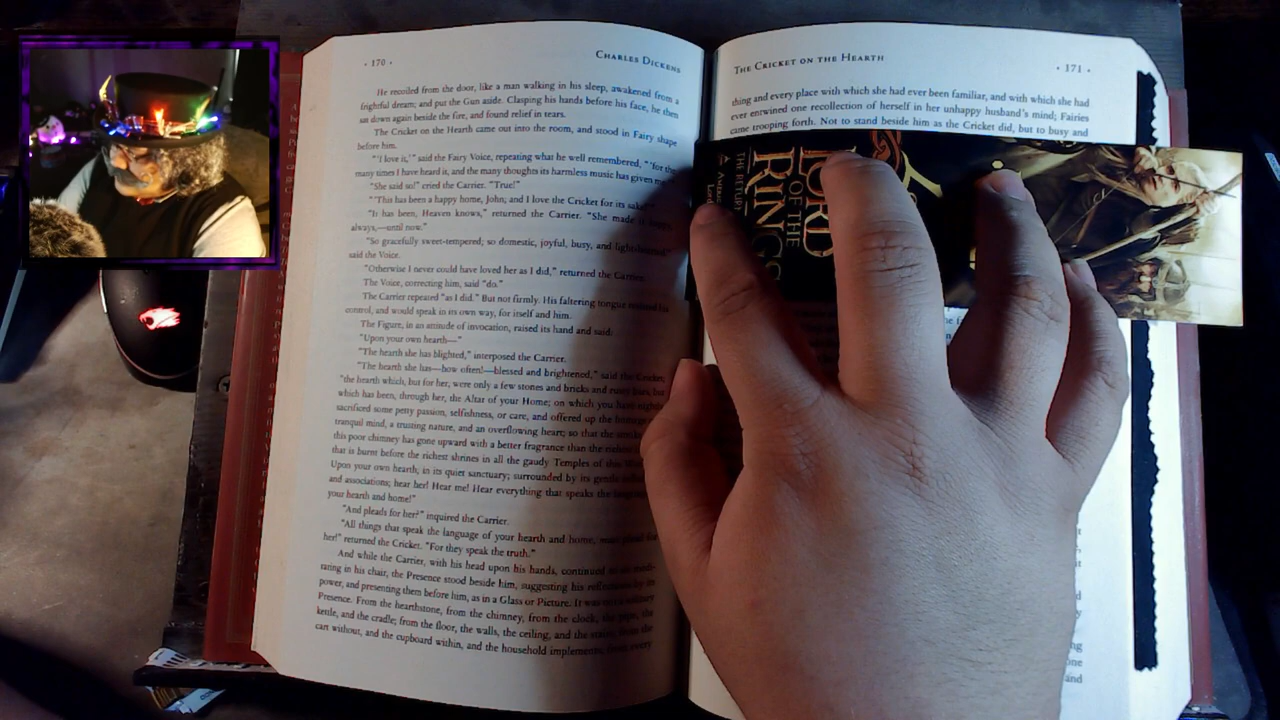 · 170 ·
CHARLES DICKENS
He recoiled from the door, like a man walking in his sleep, awakened from a
frightful dream; and put the Gun aside. Clasping his hands before his face, he then
sat down again beside the fire, and found relief in tears.
The Cricket on the Hearth came out into the room, and stood in Fairy shape
before him.
"'I love it,'" said the Fairy Voice, repeating what he well remembered, "'for the
many times I have heard it, and the many thoughts its harmless music has given me
"She said so!" cried the Carrier. "True!"
"'This has been a happy home, John; and I love the Cricket for its sake!'"
"It has been, Heaven knows," returned the Carrier. "She made it happy,
always,—until now."
"So gracefully sweet-tempered; so domestic, joyful, busy, and light-hearted,"
said the Voice.
"Otherwise I never could have loved her as I did," returned the Carrier.
The Voice, correcting him, said "do."
The Carrier repeated "as I did." But not firmly. His faltering tongue resisted his
control, and would speak in its own way, for itself and him.
The Figure, in an attitude of invocation, raised its hand and said:
"Upon your own hearth—"
"The hearth she has blighted," interposed the Carrier.
"The hearth she has—how often!—blessed and brightened," said the Cricket,
"the hearth which, but for her, were only a few stones and bricks and rusty bars, but
which has been, through her, the Altar of your Home; on which you have nightly
sacrificed some petty passion, selfishness, or care, and offered up the homage of a
tranquil mind, a trusting nature, and an overflowing heart; so that the smoke
this poor chimney has gone upward with a better fragrance than the richest
that is burnt before the richest shrines in all the gaudy Temples of this World!
Upon your own hearth, in its quiet sanctuary; surrounded by its gentle
and associations; hear her! Hear me! Hear everything that speaks the language
your hearth and home!"
"And pleads for her?" inquired the Carrier.
"All things that speak the language of your hearth and home, must plead for
her!" returned the Cricket. "For they speak the truth."
And while the Carrier, with his head upon his hands, continued to sit medi-
tating in his chair, the Presence stood beside him, suggesting his reflections by its
power, and presenting them before him, as in a Glass or Picture. It was not a solitary
Presence. From the hearthstone, from the chimney, from the clock, the pipe, the
kettle, and the cradle; from the floor, the walls, the ceiling, and the stairs; from the
cart without, and the cupboard within, and the household implements; from every
THE CRICKET ON THE HEARTH
· 171 ·
thing and every place with which she had ever been familiar, and with which she had
ever entwined one recollection of herself in her unhappy husband's mind; Fairies
came trooping forth. Not to stand beside him as the Cricket did, but to busy and
LORD
OF THE
RINGS
THE RETURN